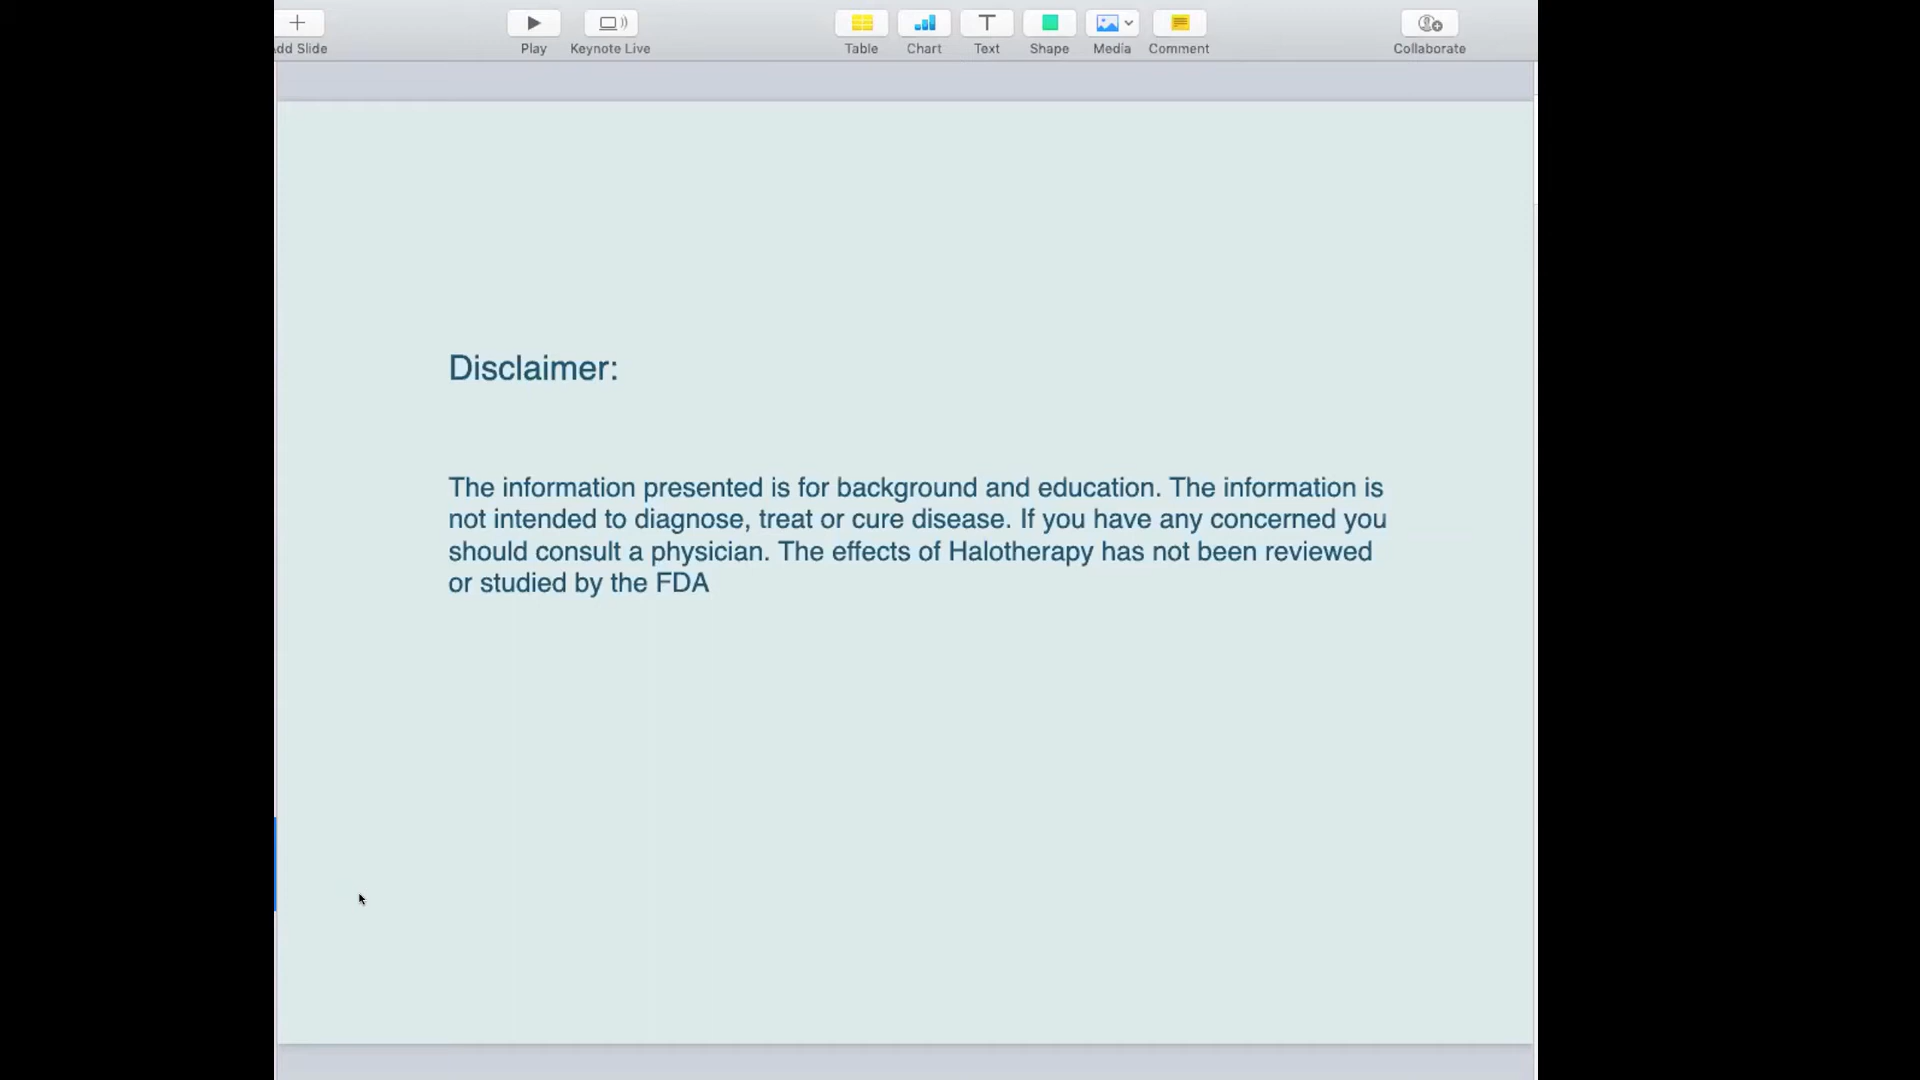 dd Slide
Play
Keynote Live
Table
Chart
Text
Shape
Media
Comment
Collaborate
Disclaimer:
The information presented is for background and education. The information is
not intended to diagnose, treat or cure disease. If you have any concerned you
should consult a physician. The effects of Halotherapy has not been reviewed
or studied by the FDA